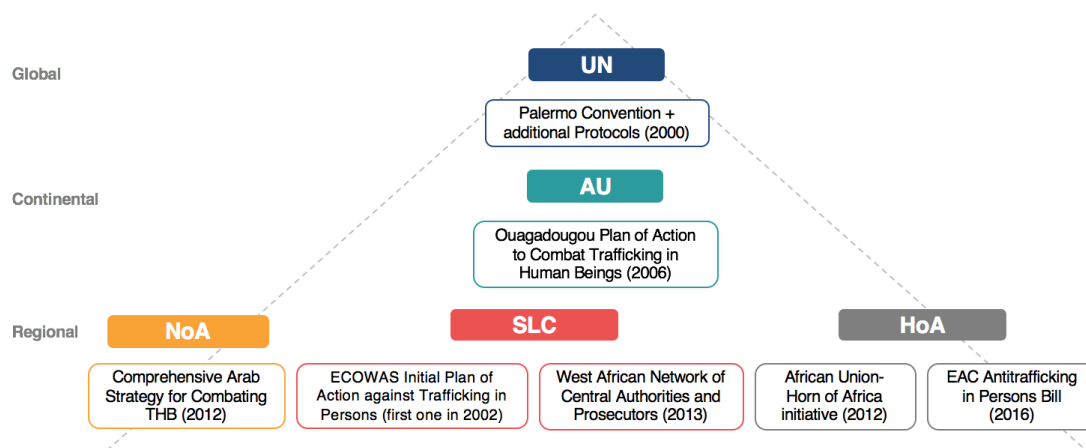 Global
UN
Palermo Convention +
additional Protocols (2000)
Continental
AU
Ouagadougou Plan of Action
to Combat Trafficking in
Human Beings (2006)
Regional
NoA
SLC
HoA
Comprehensive Arab
Strategy for Combating
THB (2012)
ECOWAS Initial Plan of
Action against Trafficking in
Persons (first one in 2002)
West African Network of
Central Authorities and
Prosecutors (2013)
African Union-
Horn of Africa
initiative (2012)
EAC Antitrafficking
in Persons Bill
(2016)